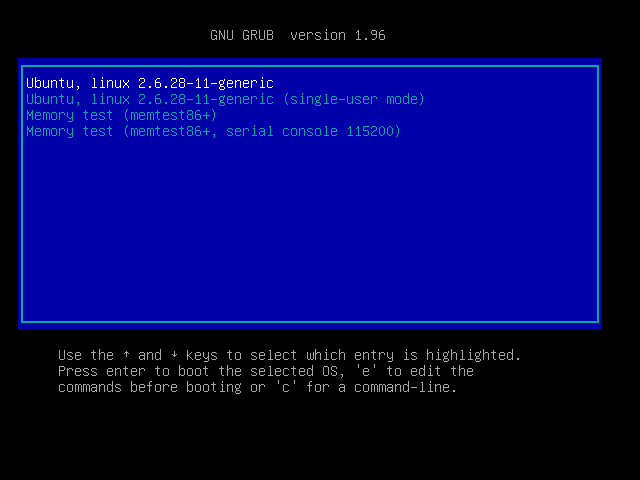 GNU GRUB  version 1.96
Ubuntu, linux 2.6.28-11-generic
Ubuntu, linux 2.6.28-11-generic (single-user mode)
Memory test (memtest86+)
Memory test (memtest86+, serial console 115200)
Use the ↑ and ↓ keys to select which entry is highlighted.
Press enter to boot the selected OS, 'e' to edit the
commands before booting or 'c' for a command-line.